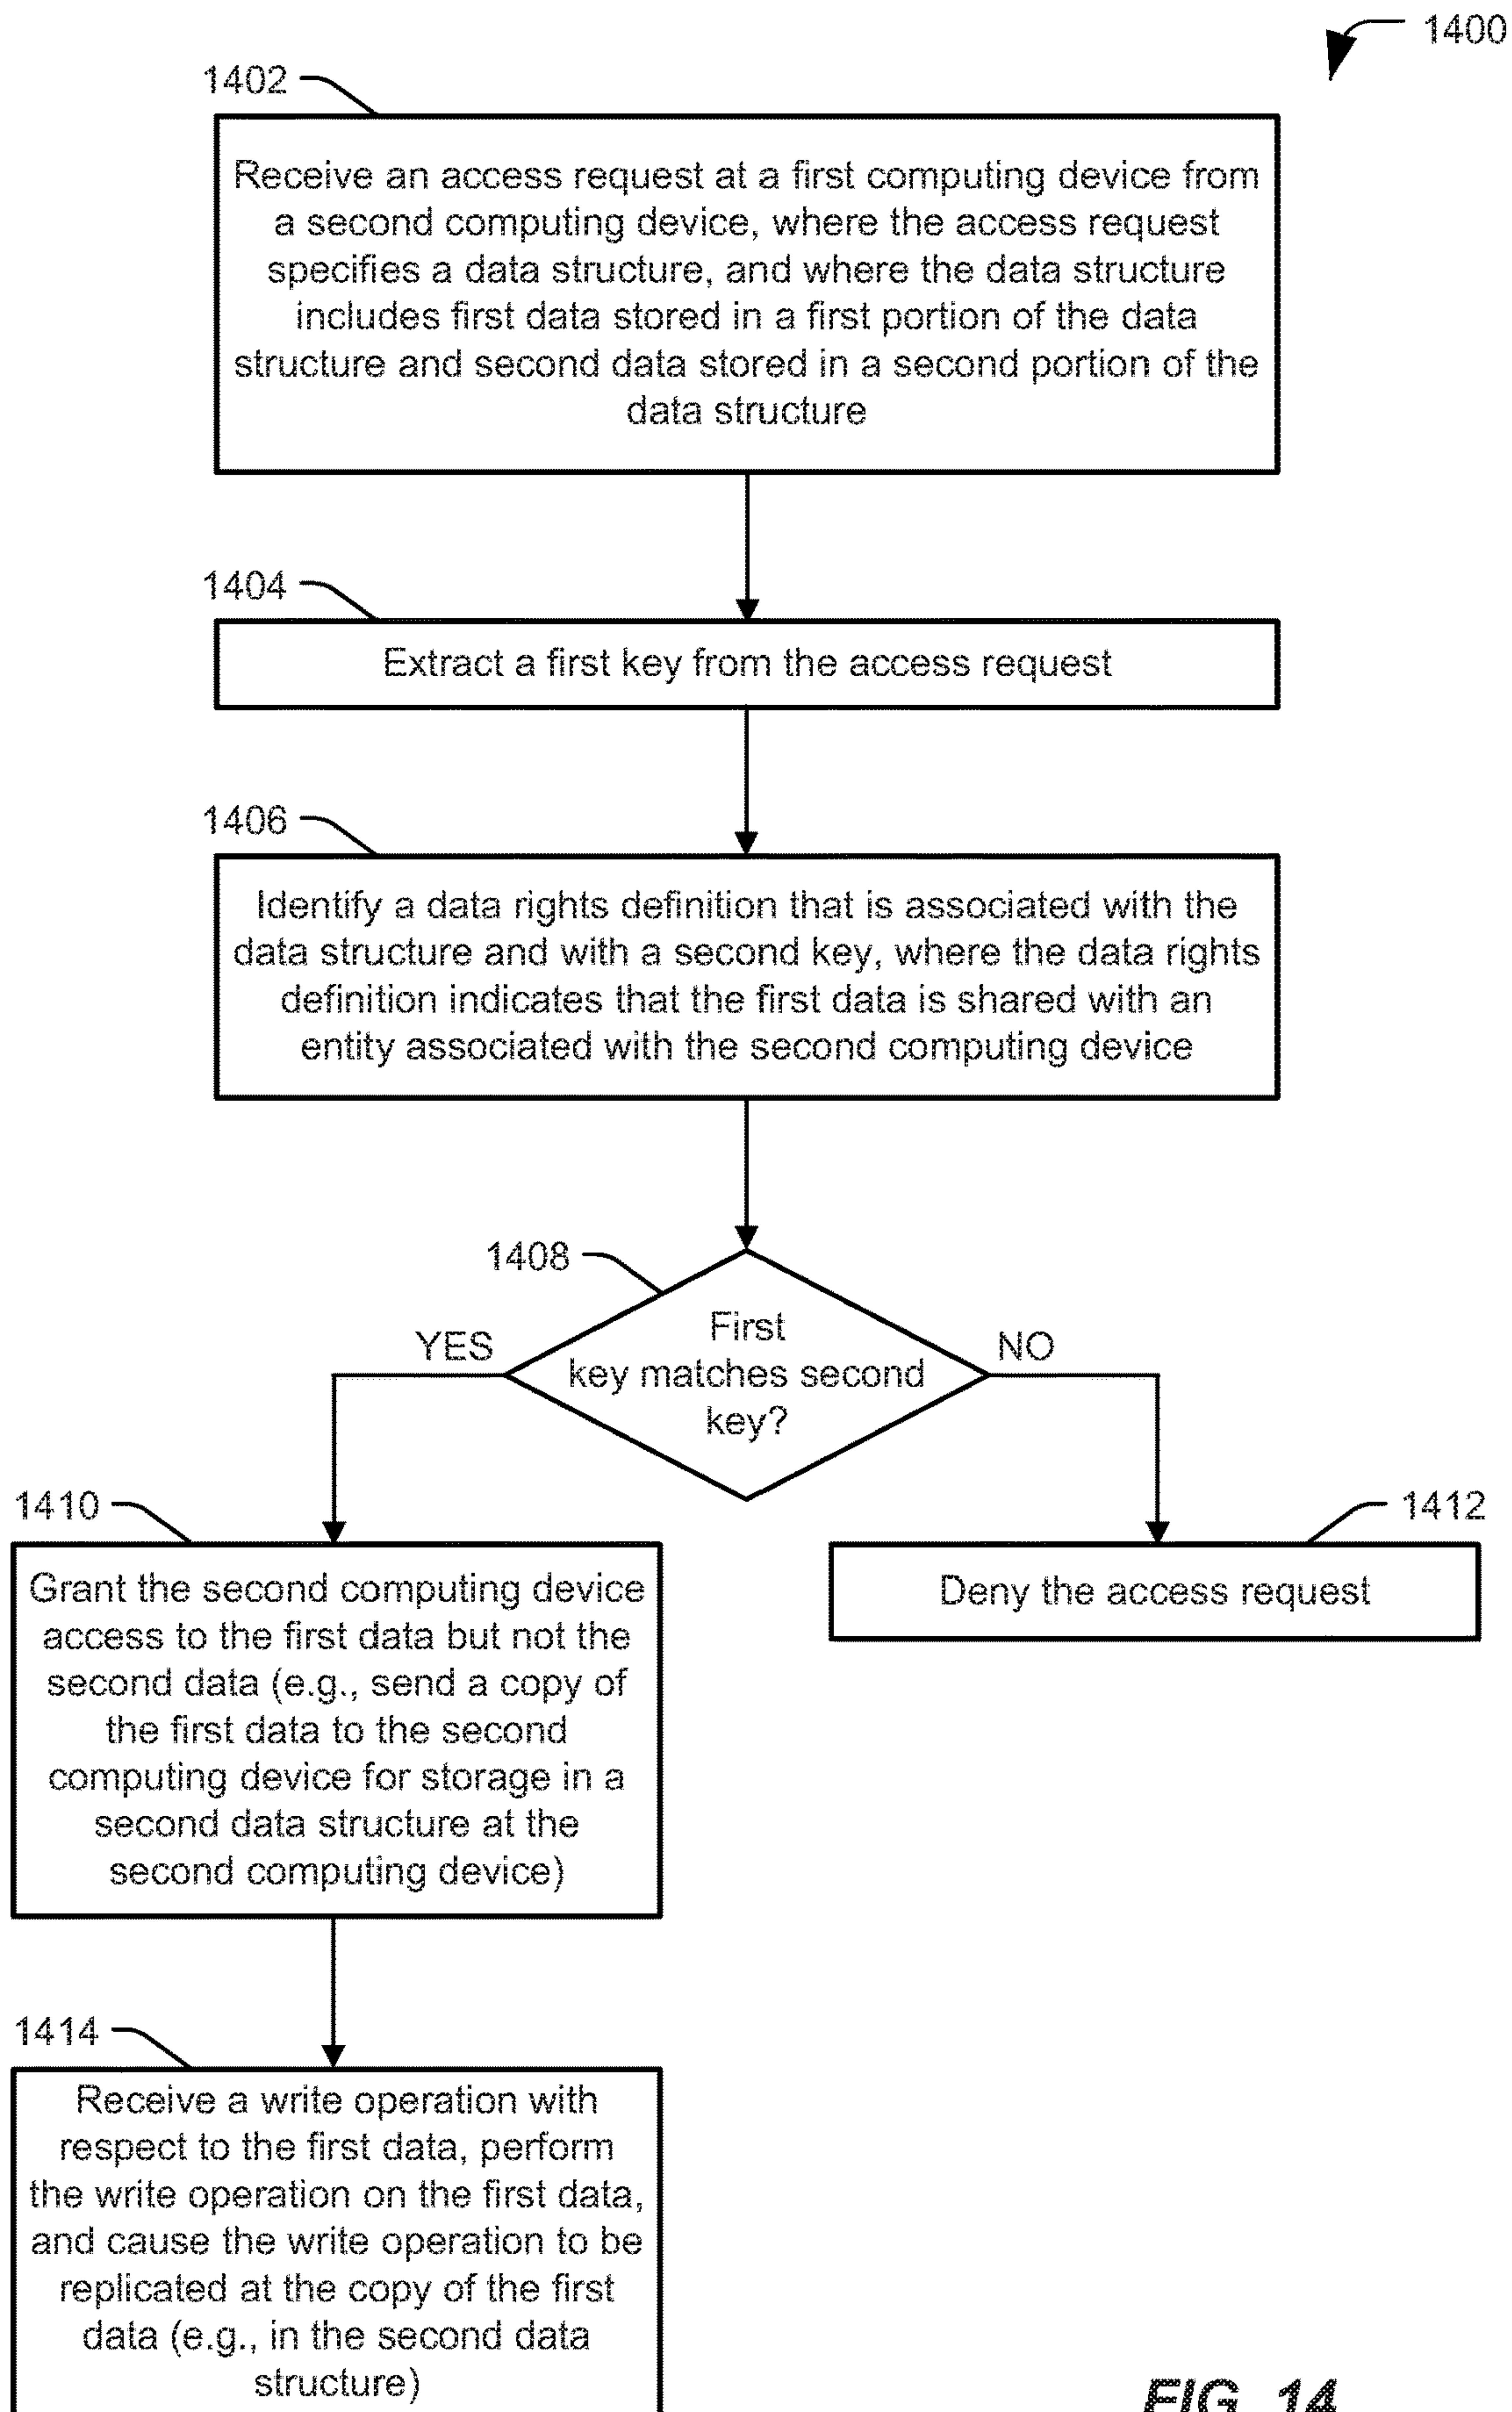 1400
1402
Receive an access request at a first computing device from
a second computing device, where the access request
specifies a data structure, and where the data structure
includes first data stored in a first portion of the data
structure and second data stored in a second portion of the
data structure
1404
Extract a first key from the access request
1406
Identify a data rights definition that is associated with the
data structure and with a second key, where the data rights
definition indicates that the first data is shared with an
entity associated with the second computing device
1408
First
key matches second
key?
YES
NO
1410
Grant the second computing device
access to the first data but not the
second data (e.g., send a copy of
the first data to the second
computing device for storage in a
second data structure at the
second computing device)
1412
Deny the access request
1414
Receive a write operation with
respect to the first data, perform
the write operation on the first data,
and cause the write operation to be
replicated at the copy of the first
data (e.g., in the second data
structure)
FIG. 14